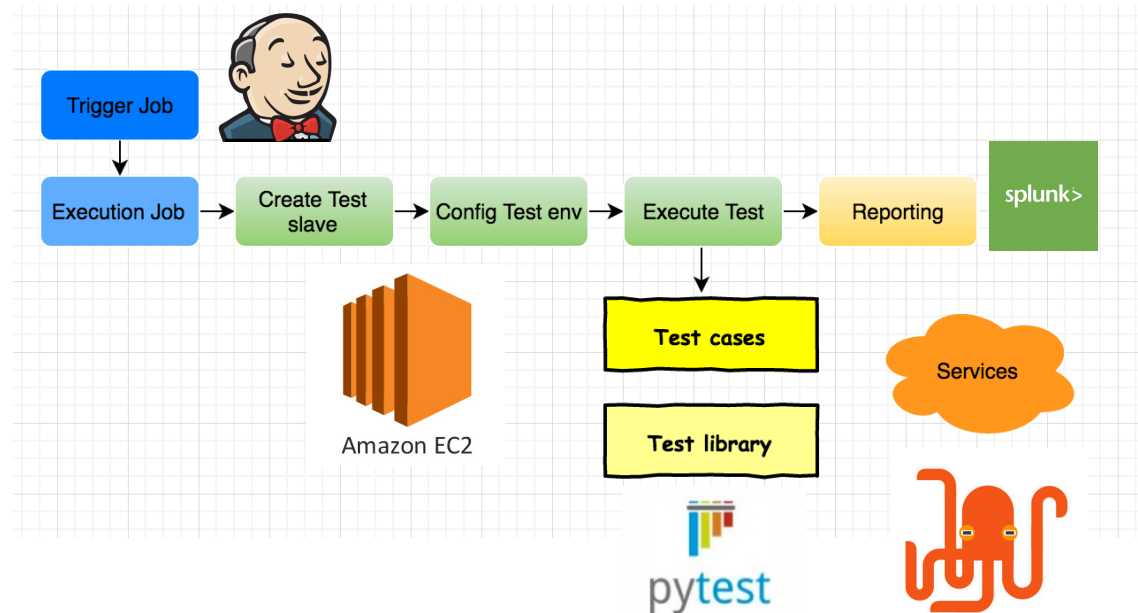 Trigger Job
Execution Job
Create Test
slave
Config Test env
Execute Test
Reporting
splunk>
Test cases
Services
Amazon EC2
Test library
pytest